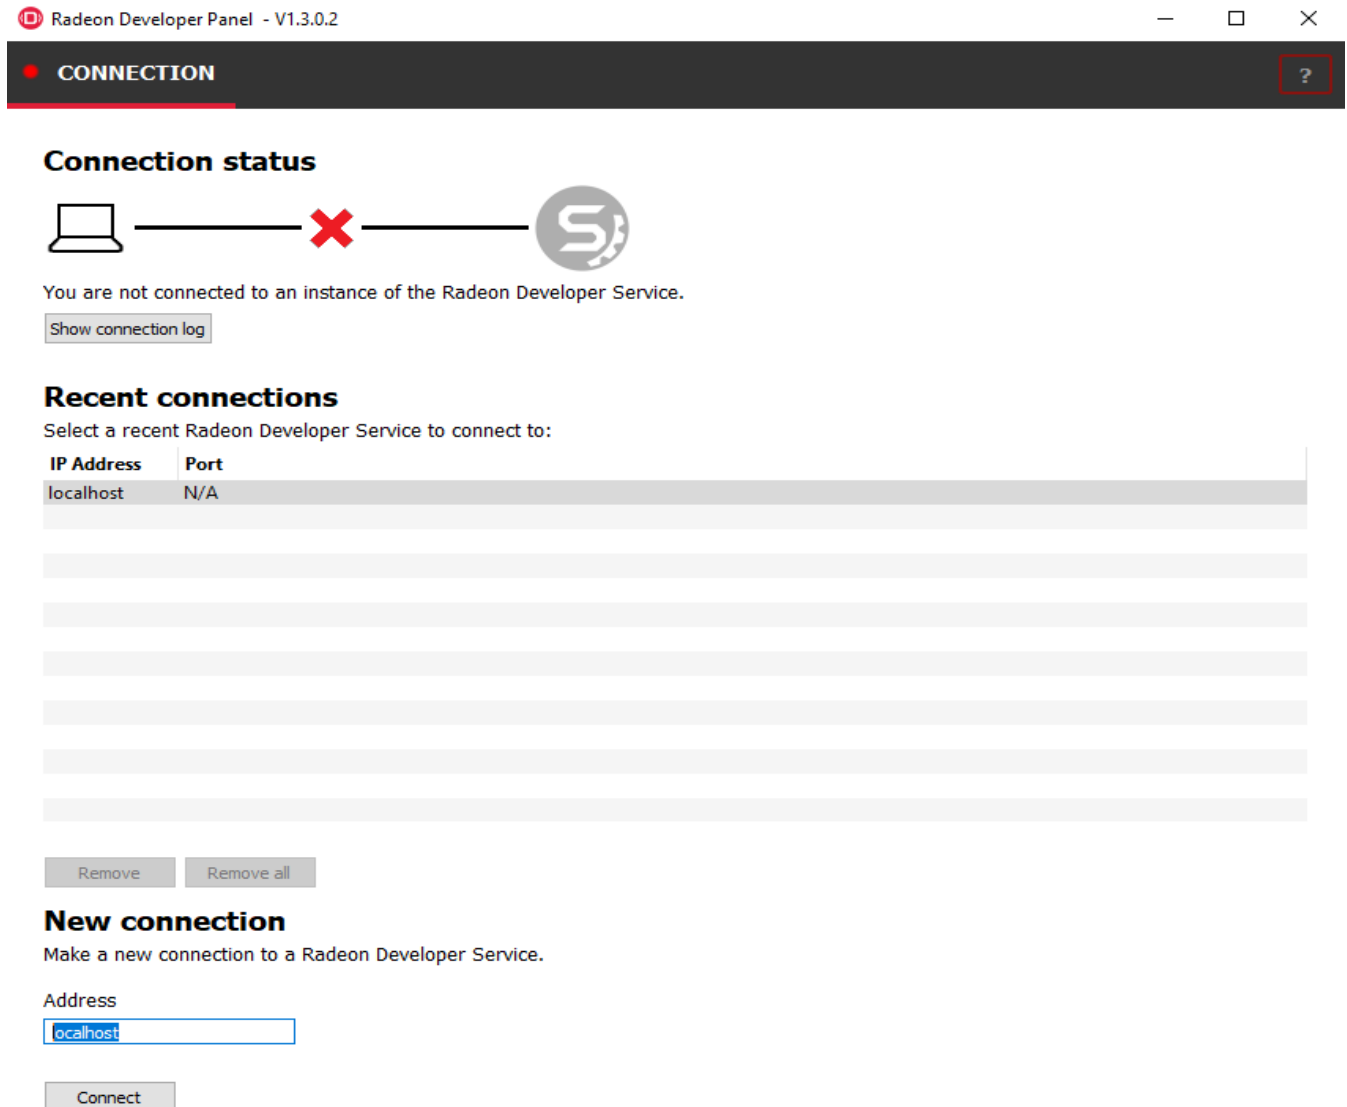 Radeon Developer Panel - V1.3.0.2
CONNECTION
?
Connection status
You are not connected to an instance of the Radeon Developer Service.
Show connection log
Recent connections
Select a recent Radeon Developer Service to connect to:
IP Address Port
localhost N/A
Remove Remove all
New connection
Make a new connection to a Radeon Developer Service.
Address
localhost
Connect